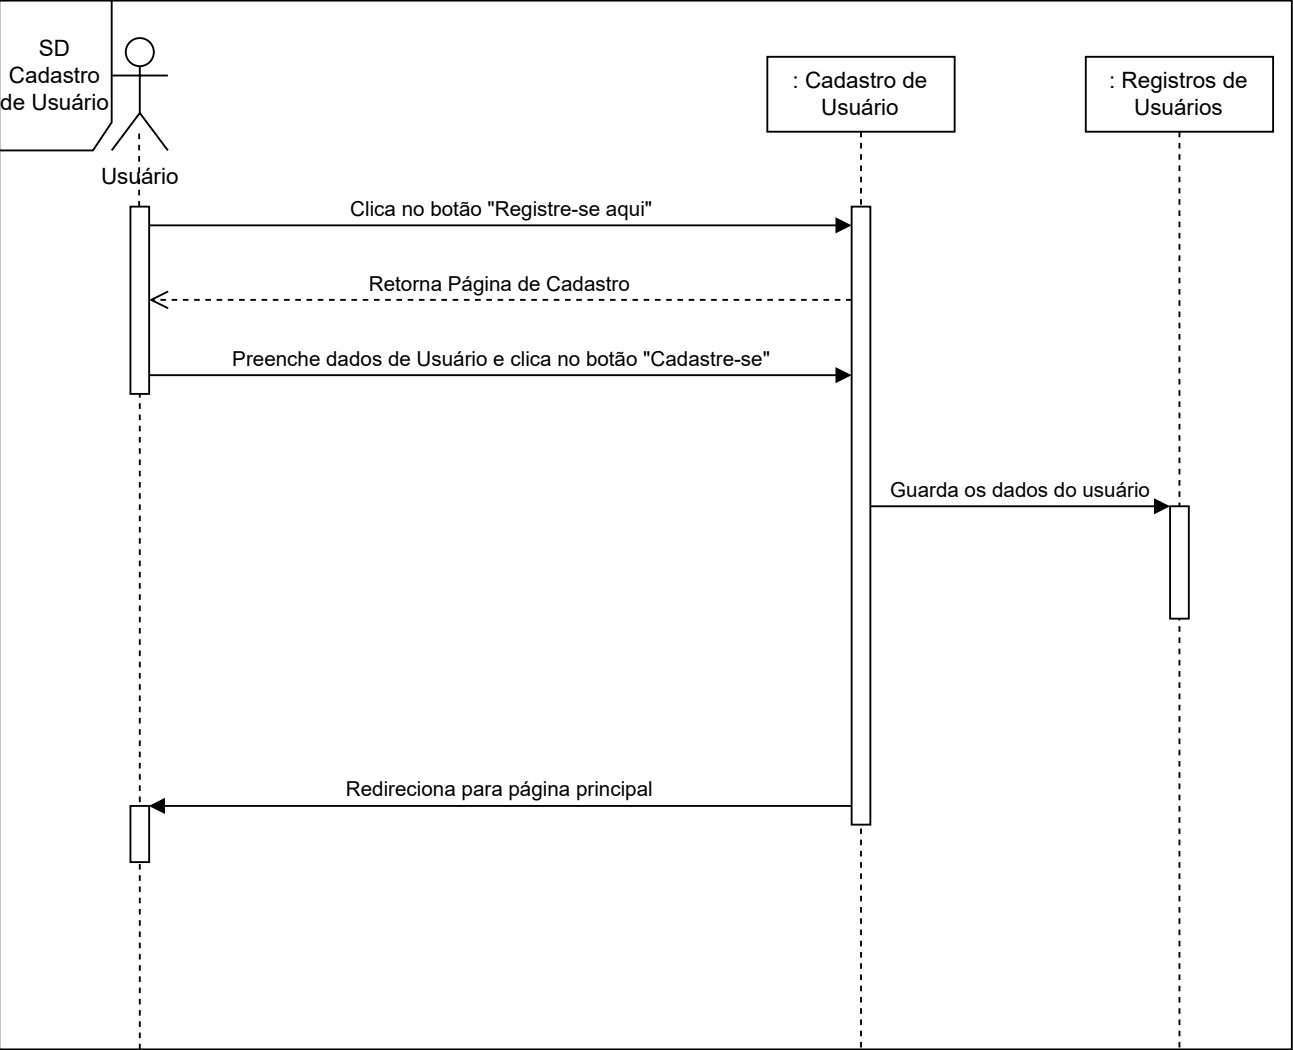 SD
Cadastro
de Usuário
Usuário
: Cadastro de
Usuário
: Registros de
Usuários
Clica no botão "Registre-se aqui"
Retorna Página de Cadastro
Preenche dados de Usuário e clica no botão "Cadastre-se"
Guarda os dados do usuário
Redireciona para página principal